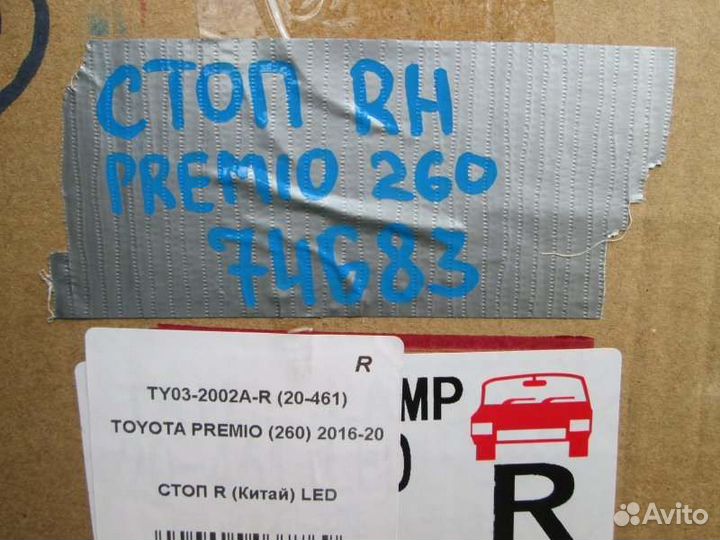 СТОП RH
PREMIO 260
74683
R
TY03-2002A-R (20-461)
TOYOTA PREMIO (260) 2016-20
СТОП R (Китай) LED
MP
R
Avito